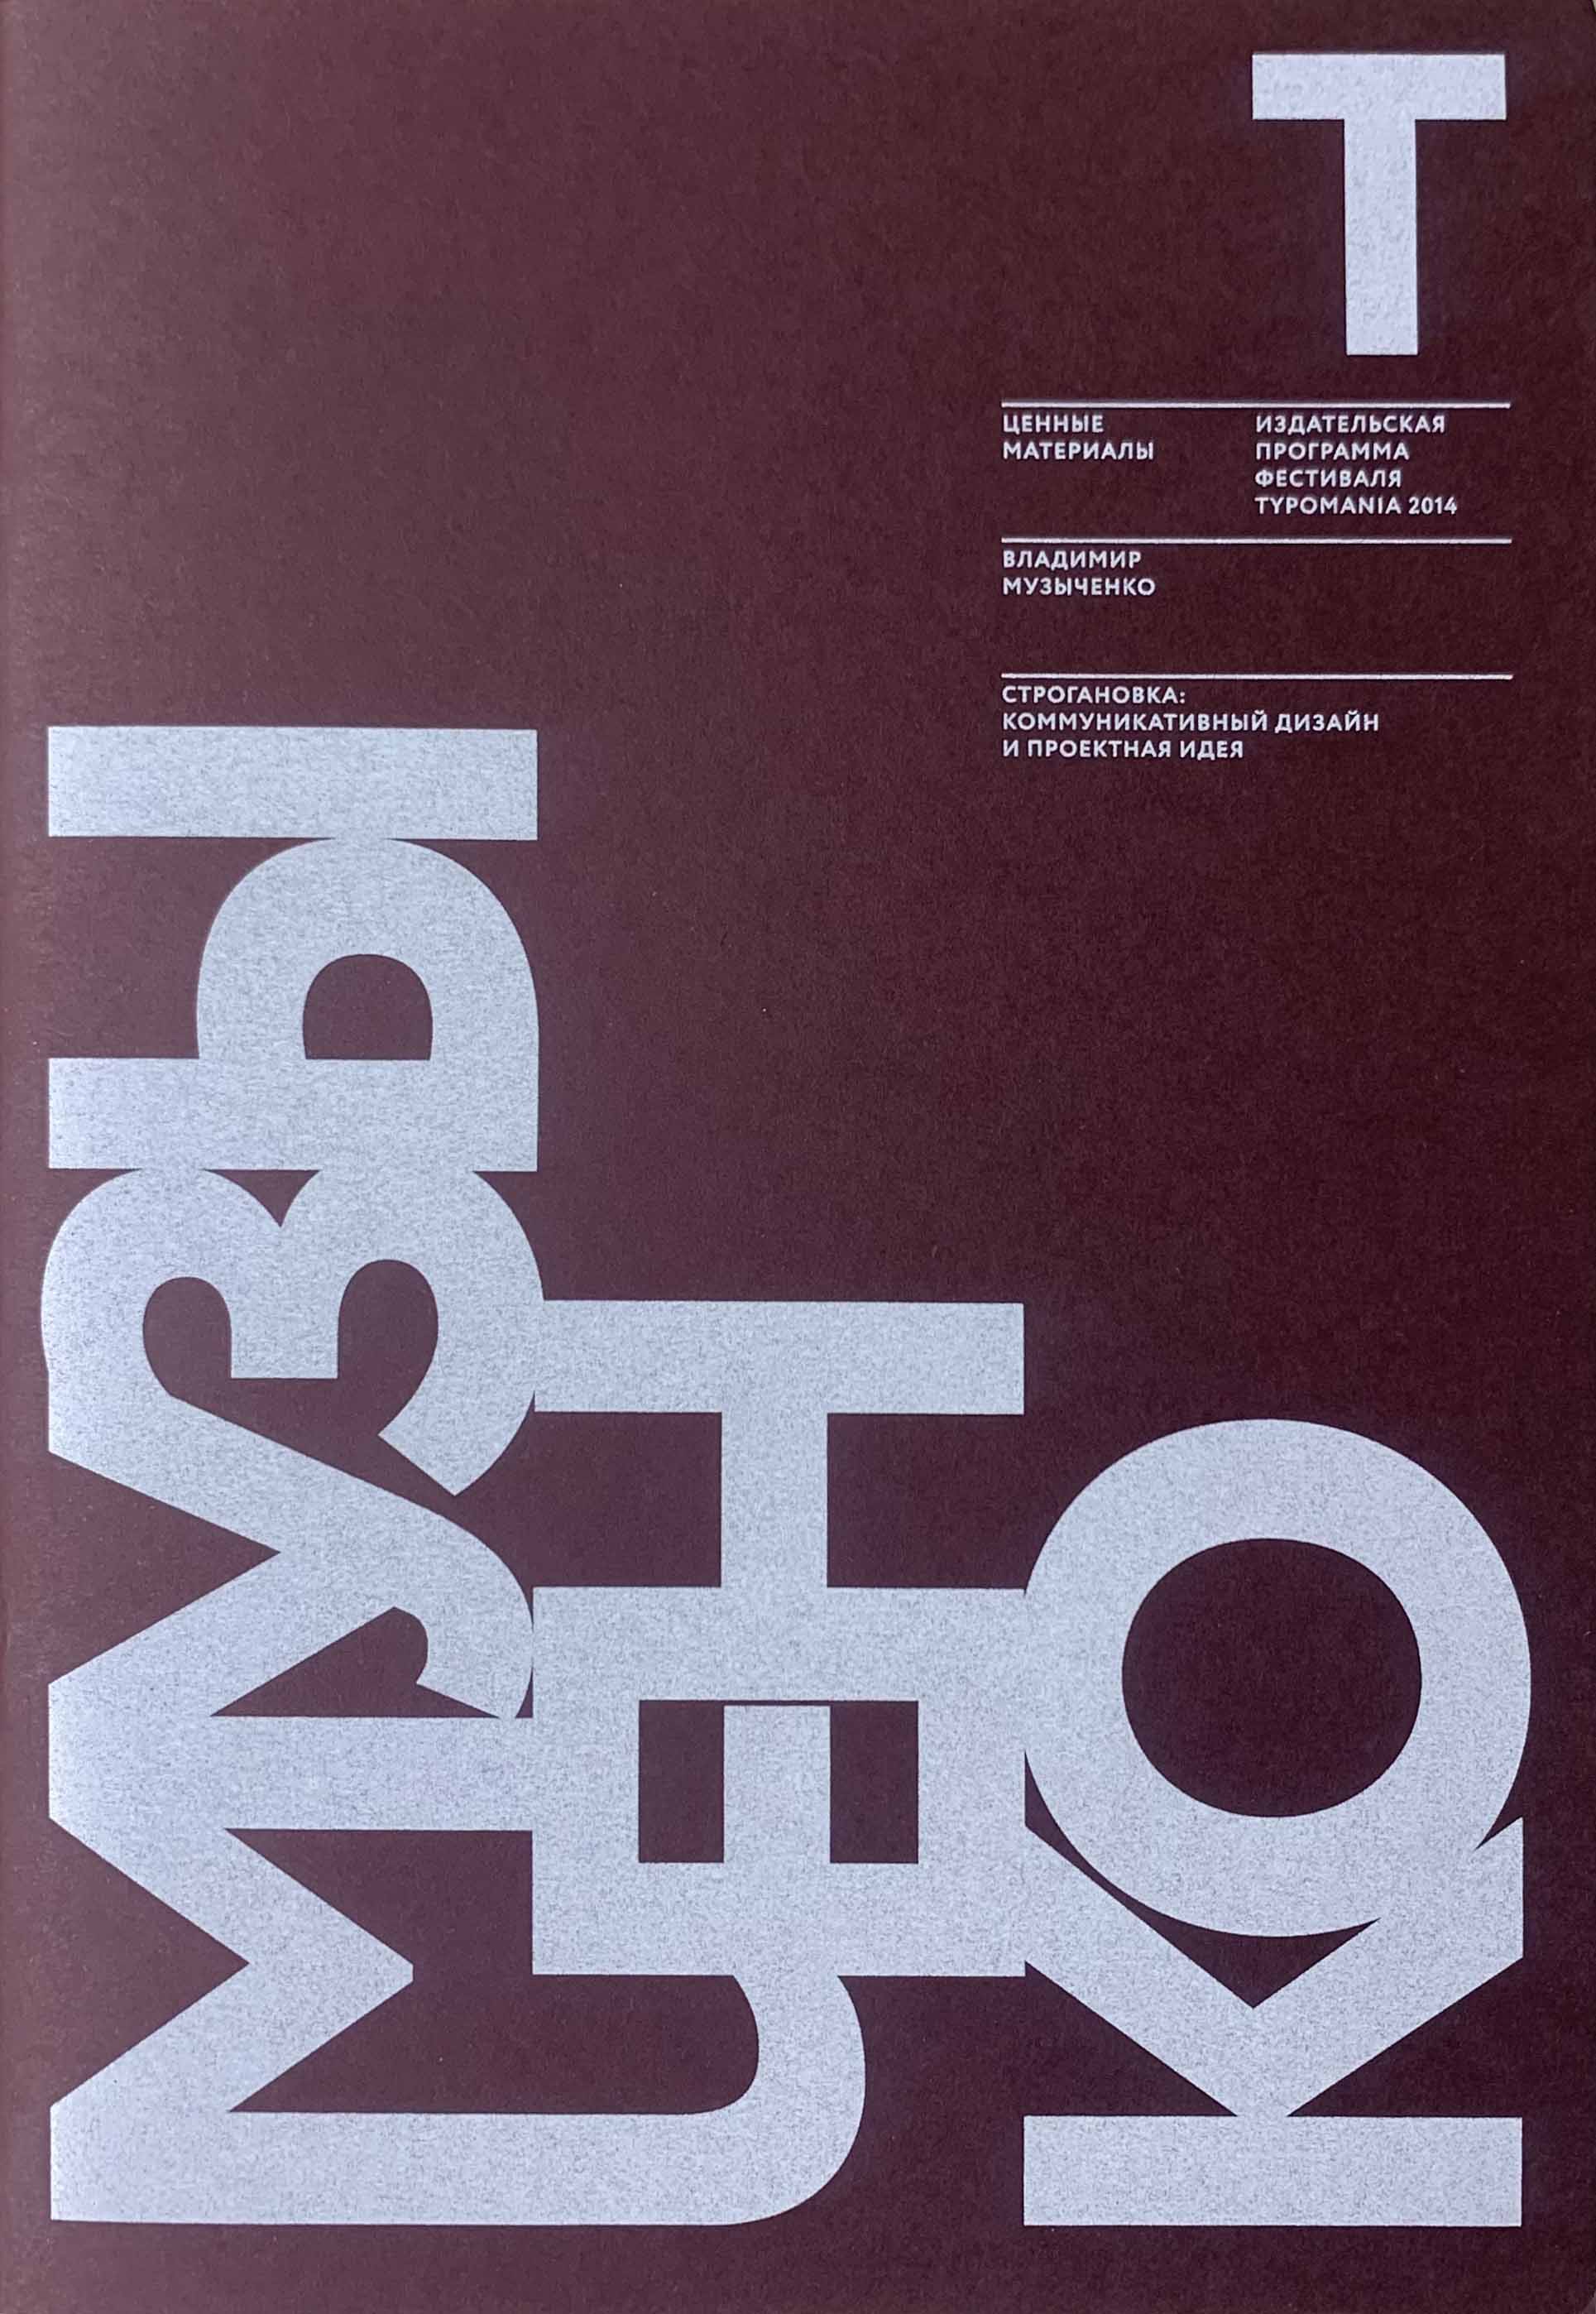 Т
ЦЕННЫЕ
МАТЕРИАЛЫ
ИЗДАТЕЛЬСКАЯ
ПРОГРАММА
ФЕСТИВАЛЯ
TYPOMANIA 2014
ВЛАДИМИР
МУЗЫЧЕНКО
СТРОГАНОВКА:
КОММУНИКАТИВНЫЙ ДИЗАЙН
И ПРОЕКТНАЯ ИДЕЯ
МУЗЫ
ЧЕН
КО